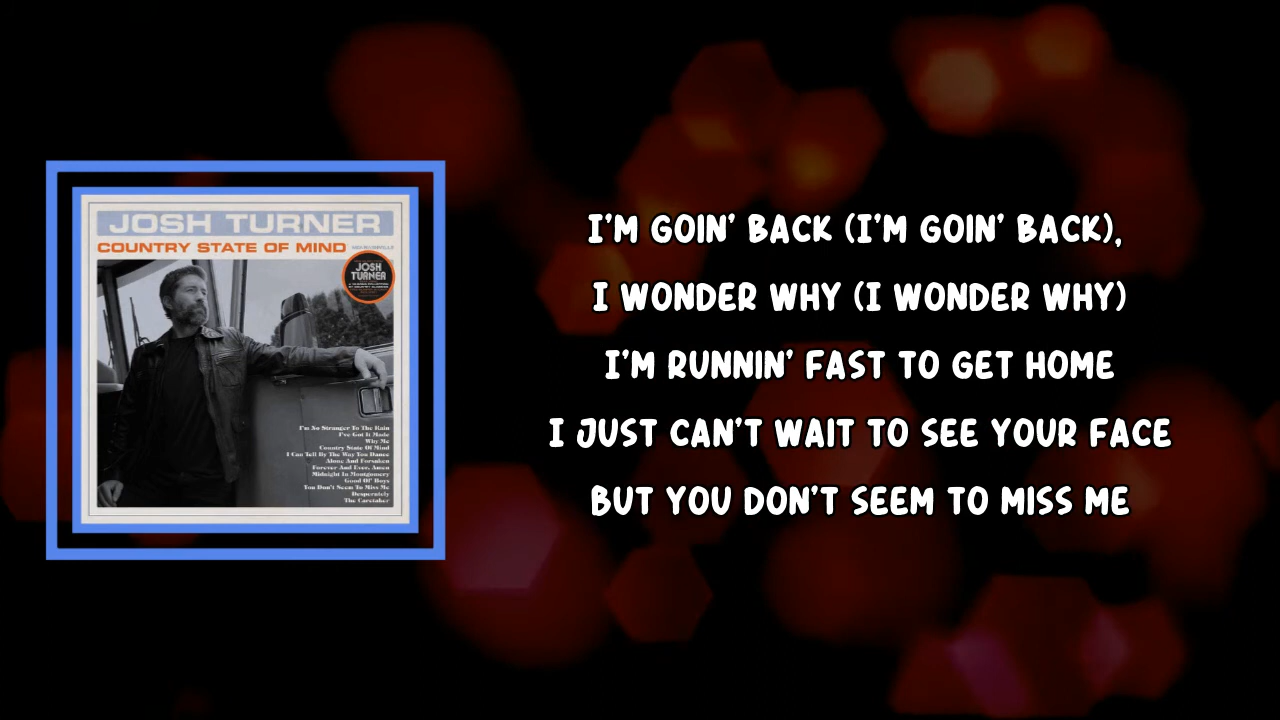 JOSH TURNER
COUNTRY STATE OF MIND
JOSH
TURNER
I'm No Stranger To The Rain
I've Got It Made
Why Me
Country State Of Mind
I Can Tell By The Way You Dance
Alone And Forsaken
Forever And Ever, Amen
Midnight In Montgomery
Good Ol' Boys
You Don't Seem To Miss Me
Desperately
The Caretaker
I'M GOIN' BACK (I'M GOIN' BACK),
I WONDER WHY (I WONDER WHY)
I'M RUNNIN' FAST TO GET HOME
I JUST CAN'T WAIT TO SEE YOUR FACE
BUT YOU DON'T SEEM TO MISS ME